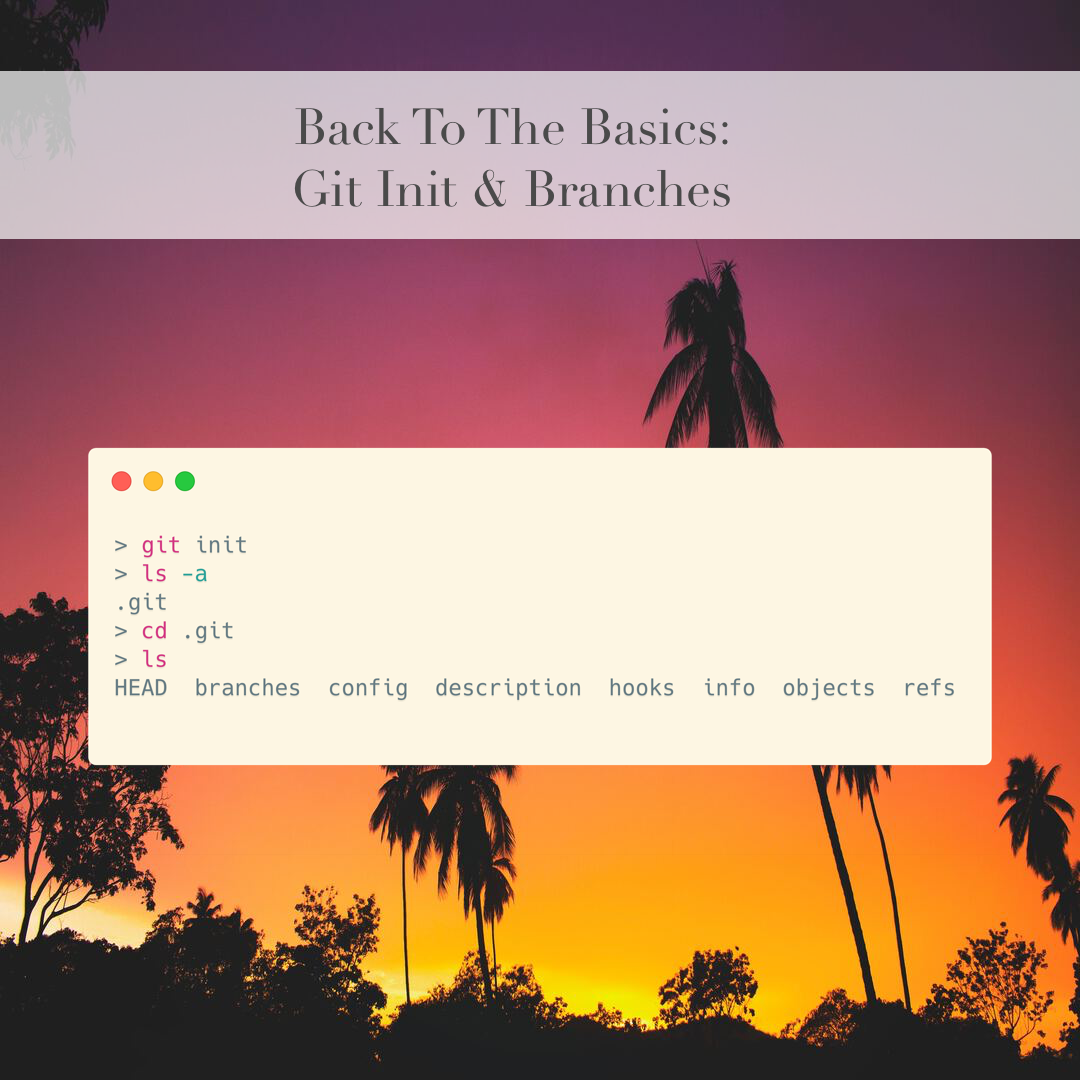 Back To The Basics:
Git Init & Branches
> git init
> ls -a
.git
> cd .git
> ls
HEAD  branches  config  description  hooks  info  objects  refs